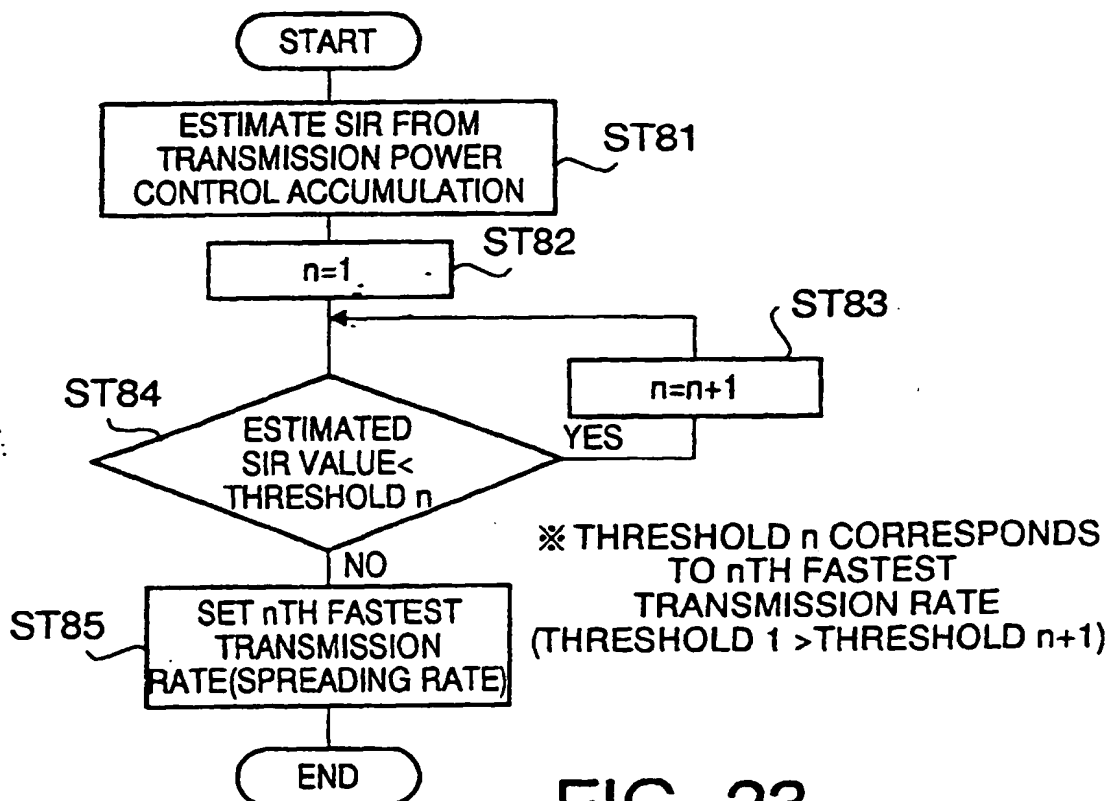 START
ESTIMATE SIR FROM
TRANSMISSION POWER
CONTROL ACCUMULATION
ST81
ST82
n=1
ST83
n=n+1
ST84
ESTIMATED
SIR VALUE<
THRESHOLD n
YES
NO
※ THRESHOLD n CORRESPONDS
TO nTH FASTEST
TRANSMISSION RATE
(THRESHOLD 1 >THRESHOLD n+1)
ST85
SET nTH FASTEST
TRANSMISSION
RATE(SPREADING RATE)
END
FIG. 23